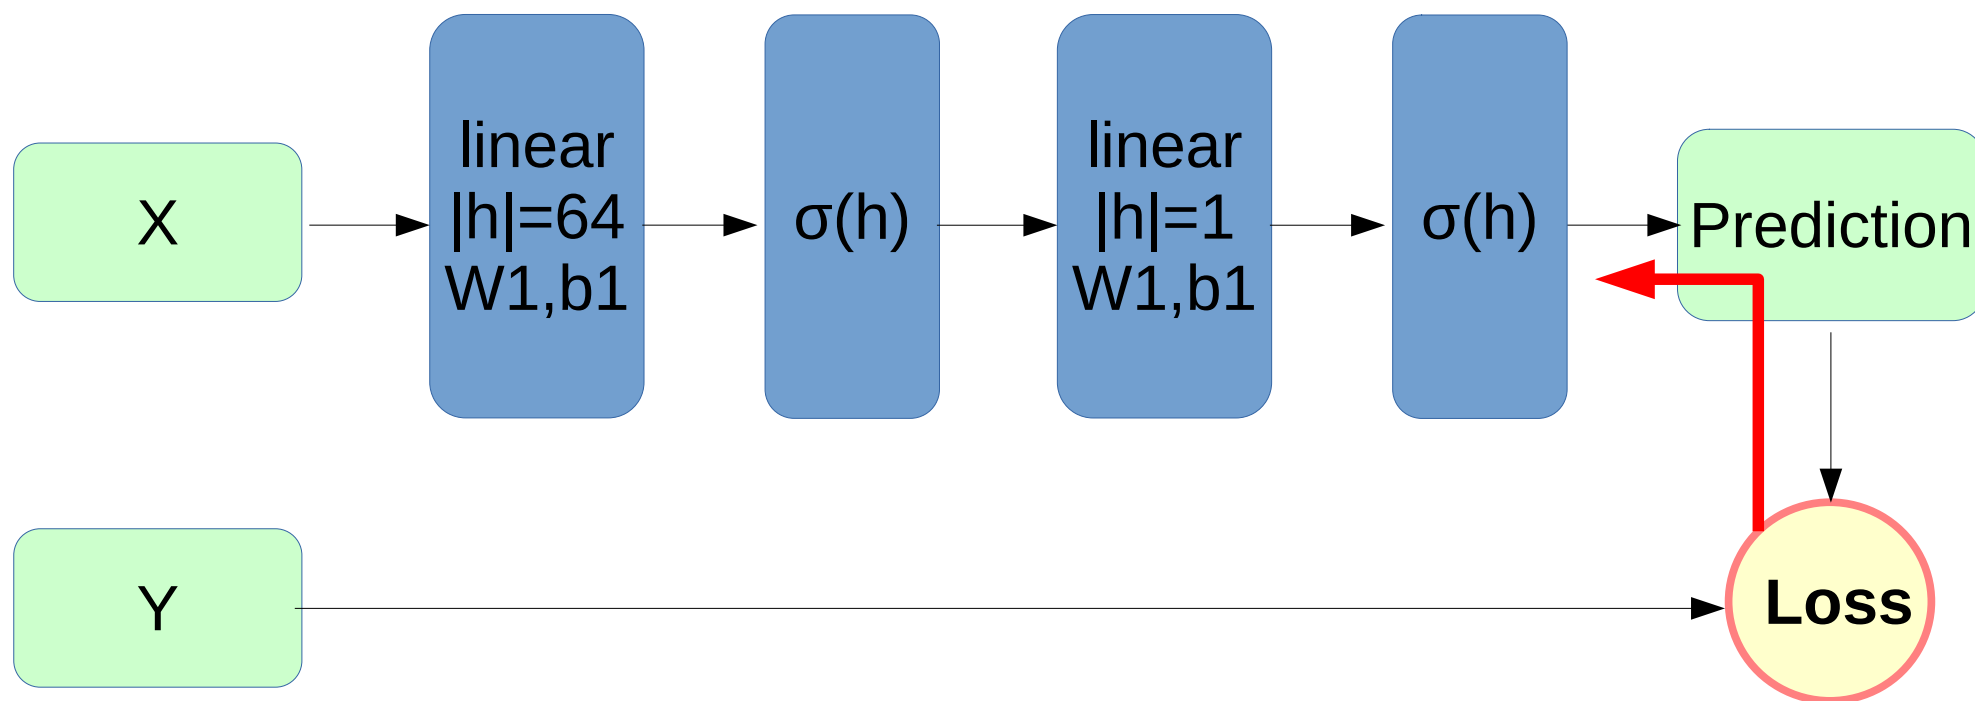 X
linear
|h|=64
W1,b1
σ(h)
linear
|h|=1
W1,b1
σ(h)
Prediction
Y
Loss